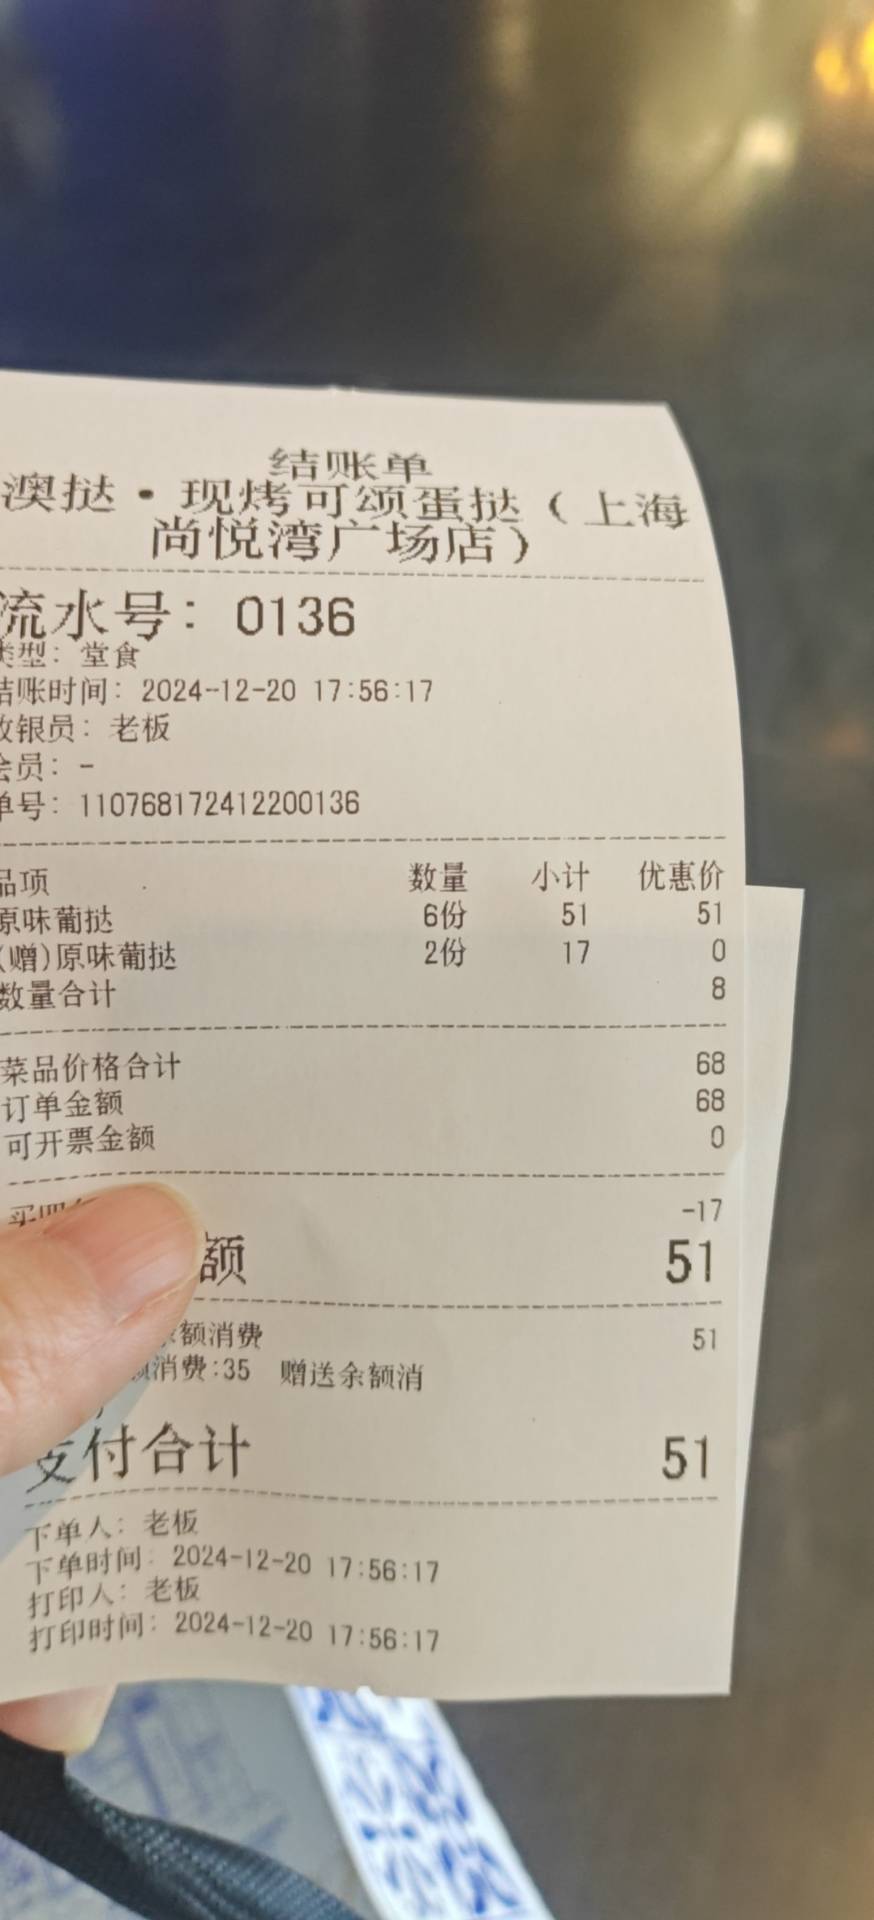 结账单
澳挞·现烤可颂蛋挞（上海
尚悦湾广场店）
流水号：0136
类型：堂食
结账时间：2024-12-20 17:56:17
收银员：老板
会员：-
单号：110768172412200136
品项 数量 小计 优惠价
原味葡挞 6份 51 51
(赠)原味葡挞 2份 17 0
数量合计 8
菜品价格合计 68
订单金额 68
可开票金额 0
买四 -17
额 51
余额消费 51
额消费:35 赠送余额消
支付合计 51
下单人：老板
下单时间：2024-12-20 17:56:17
打印人：老板
打印时间：2024-12-20 17:56:17